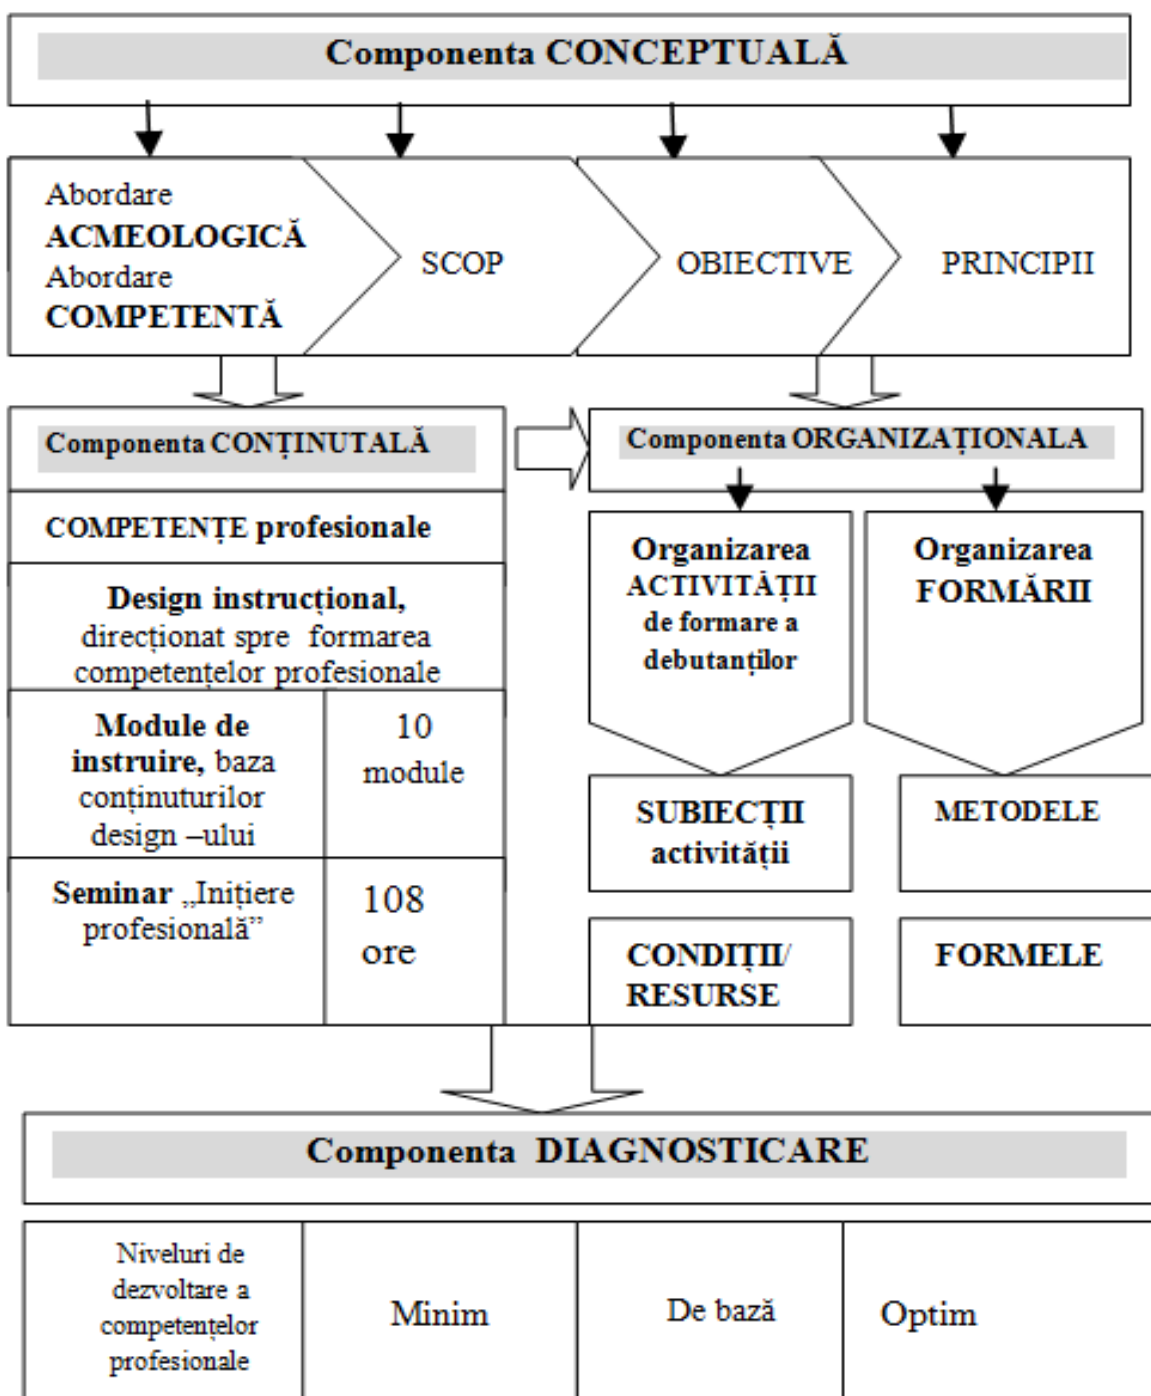 Componenta CONCEPTUALĂ
Abordare
ACMEOLOGICĂ
Abordare
COMPETENTĂ
SCOP
OBIECTIVE
PRINCIPII
Componenta CONȚINUTALĂ
COMPETENȚE profesionale
Design instrucțional,
direcționat spre formarea
competențelor profesionale
Module de
instruire, baza
conținuturilor
design –ului
10
module
Seminar „Inițiere
profesională”
108
ore
Componenta ORGANIZAȚIONALA
Organizarea
ACTIVITĂȚII
de formare a
debutanților
Organizarea
FORMĂRII
SUBIECȚII
activității
METODELE
CONDIȚII/
RESURSE
FORMELE
Componenta DIAGNOSTICARE
Niveluri de
dezvoltare a
competențelor
profesionale
Minim
De bază
Optim